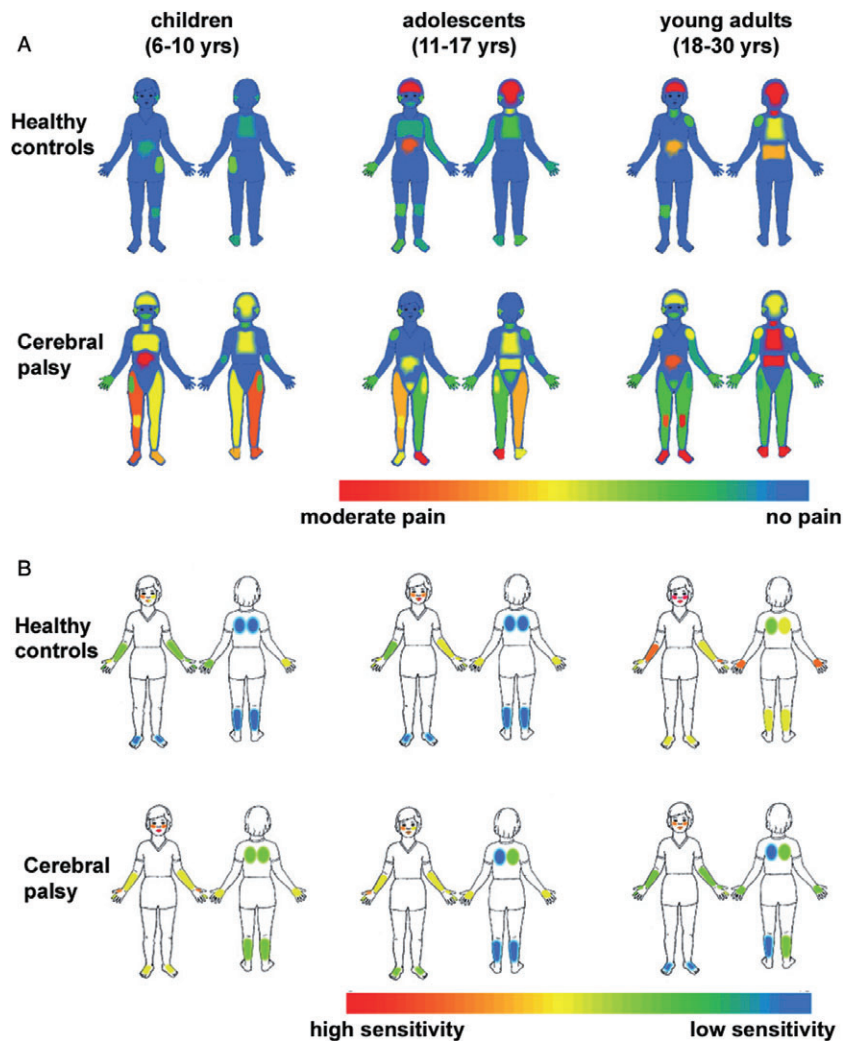 A
children
(6-10 yrs)
adolescents
(11-17 yrs)
young adults
(18-30 yrs)
Healthy
controls
Cerebral
palsy
moderate pain
no pain
B
Healthy
controls
Cerebral
palsy
high sensitivity
low sensitivity